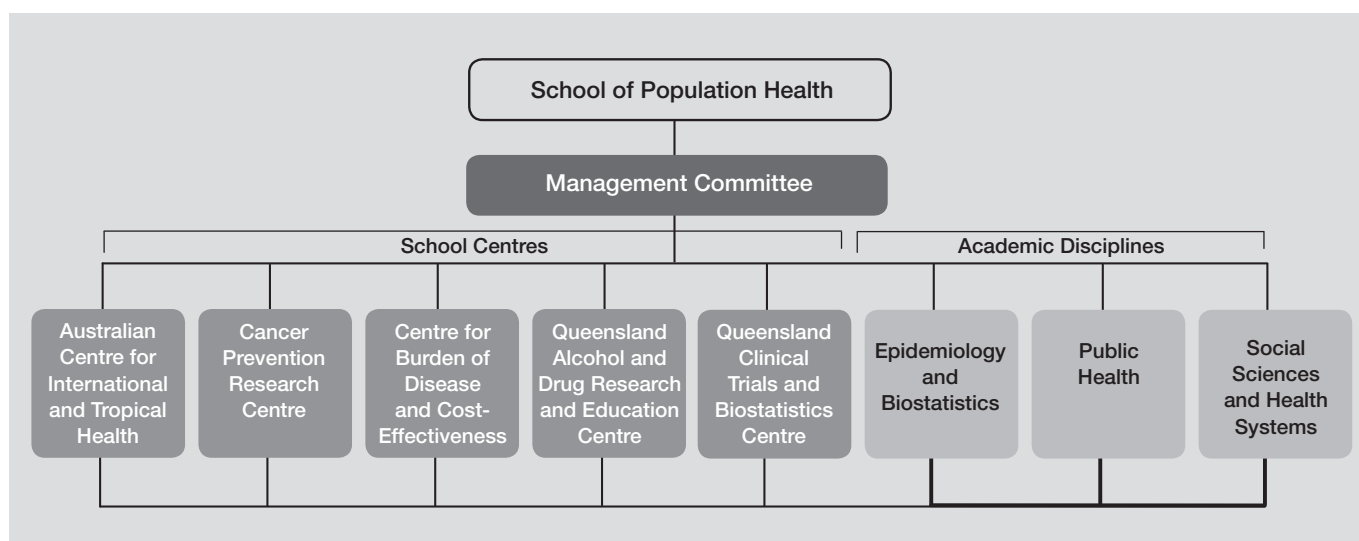 School of Population Health
Management Committee
School Centres
Academic Disciplines
Australian
Centre for
International
and Tropical
Health
Cancer
Prevention
Research
Centre
Centre for
Burden of
Disease
and Cost-
Effectiveness
Queensland
Alcohol and
Drug Research
and Education
Centre
Queensland
Clinical
Trials and
Biostatistics
Centre
Epidemiology
and
Biostatistics
Public
Health
Social
Sciences
and Health
Systems